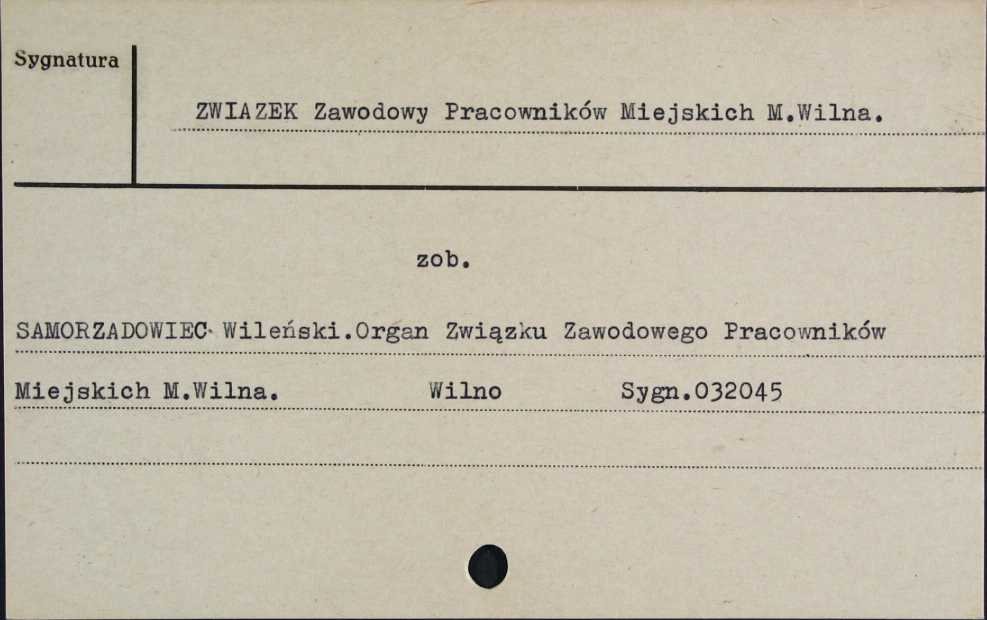 Sygnatura
ZWIAZEK Zawodowy Pracowników Miejskich M.Wilna.
zob.
SAMORZADOWIEC Wileński.Organ Związku Zawodowego Pracowników
Miejskich M.Wilna. Wilno Sygn.032045